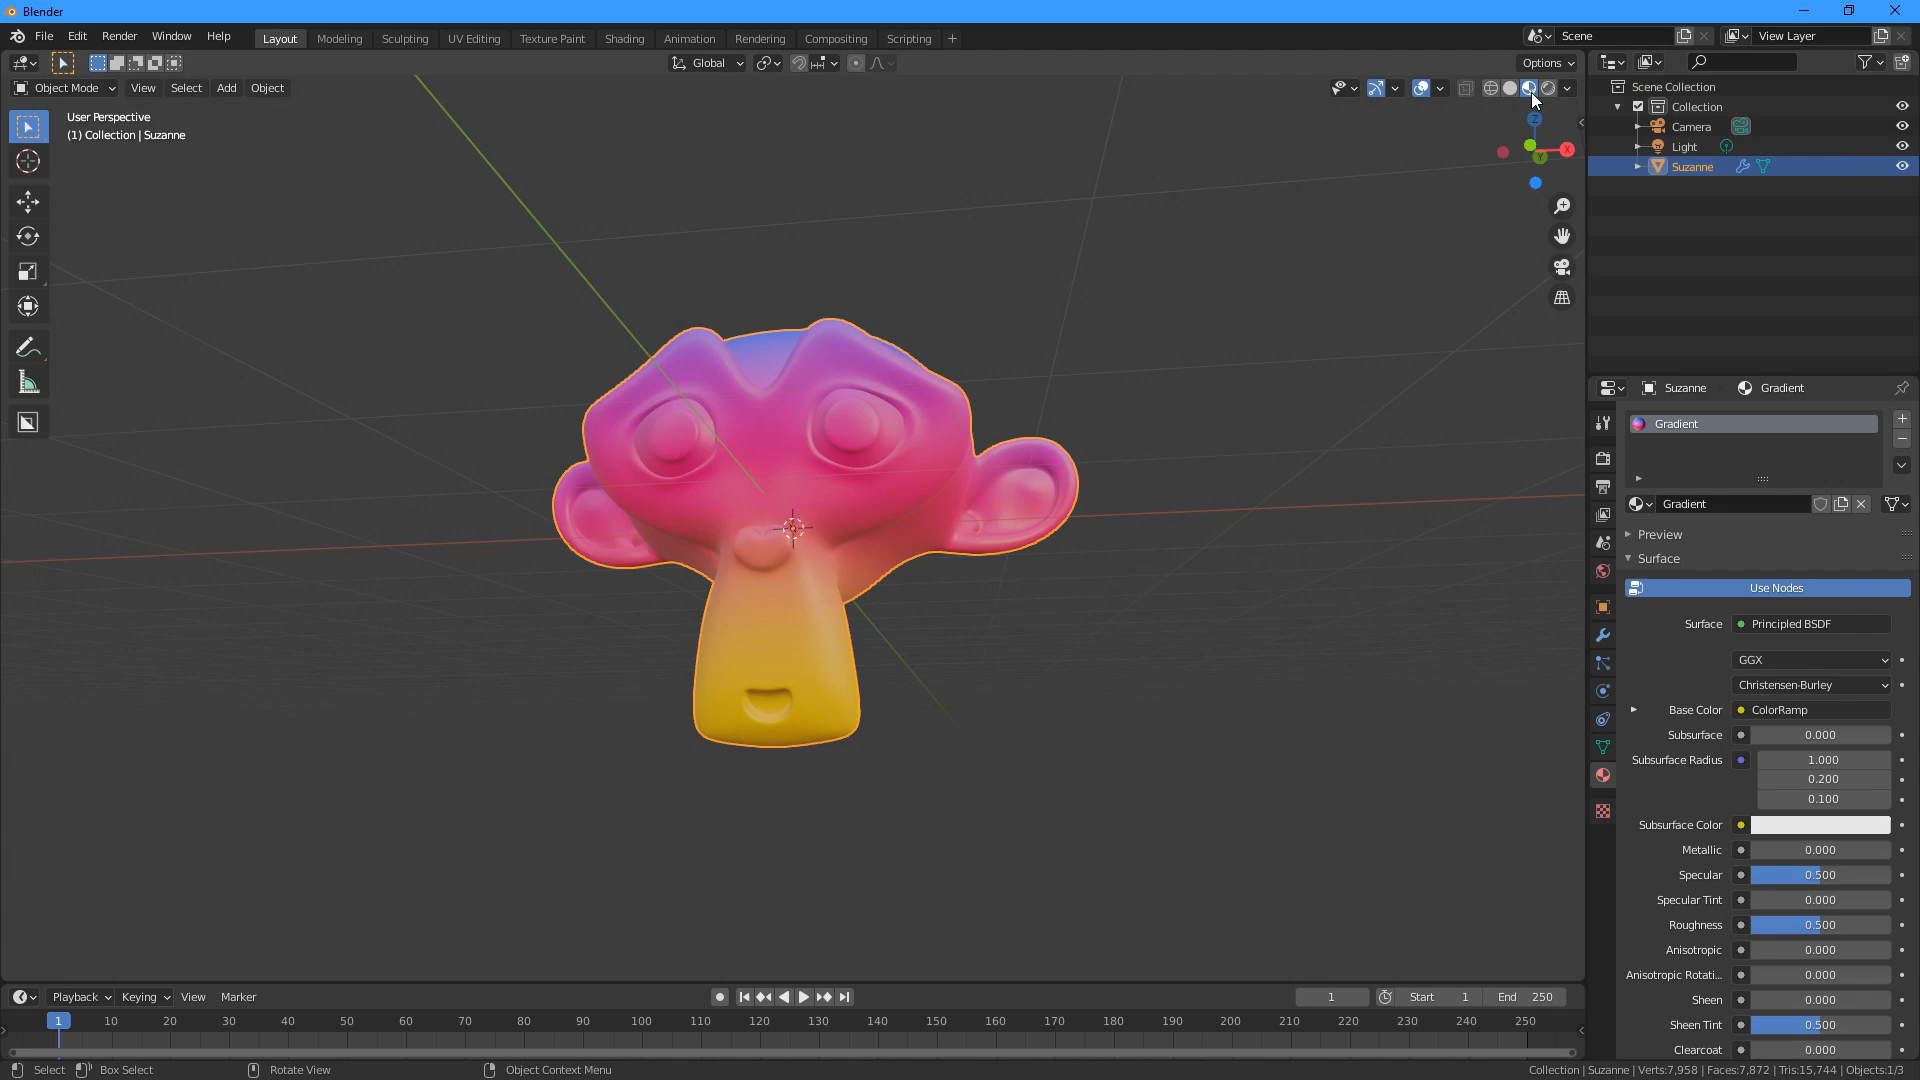 Blender
File Edit Render Window Help Layout Modeling Sculpting UV Editing Texture Paint Shading Animation Rendering Compositing Scripting + Scene View Layer
Global Options
Object Mode View Select Add Object
User Perspective
(1) Collection | Suzanne
Z
X
Y
Scene Collection
Collection
Camera
Light
Suzanne
Suzanne Gradient
Gradient
Gradient
Preview
Surface
Use Nodes
Surface Principled BSDF
GGX
Christensen-Burley
Base Color ColorRamp
Subsurface 0.000
Subsurface Radius 1.000
0.200
0.100
Subsurface Color
Metallic 0.000
Specular 0.500
Specular Tint 0.000
Roughness 0.500
Anisotropic 0.000
Anisotropic Rotati... 0.000
Sheen 0.000
Sheen Tint 0.500
Clearcoat 0.000
Playback Keying View Marker 1 Start 1 End 250
1 10 20 30 40 50 60 70 80 90 100 110 120 130 140 150 160 170 180 190 200 210 220 230 240 250
Select Box Select Rotate View Object Context Menu Collection | Suzanne | Verts:7,958 | Faces:7,872 | Tris:15,744 | Objects:1/3